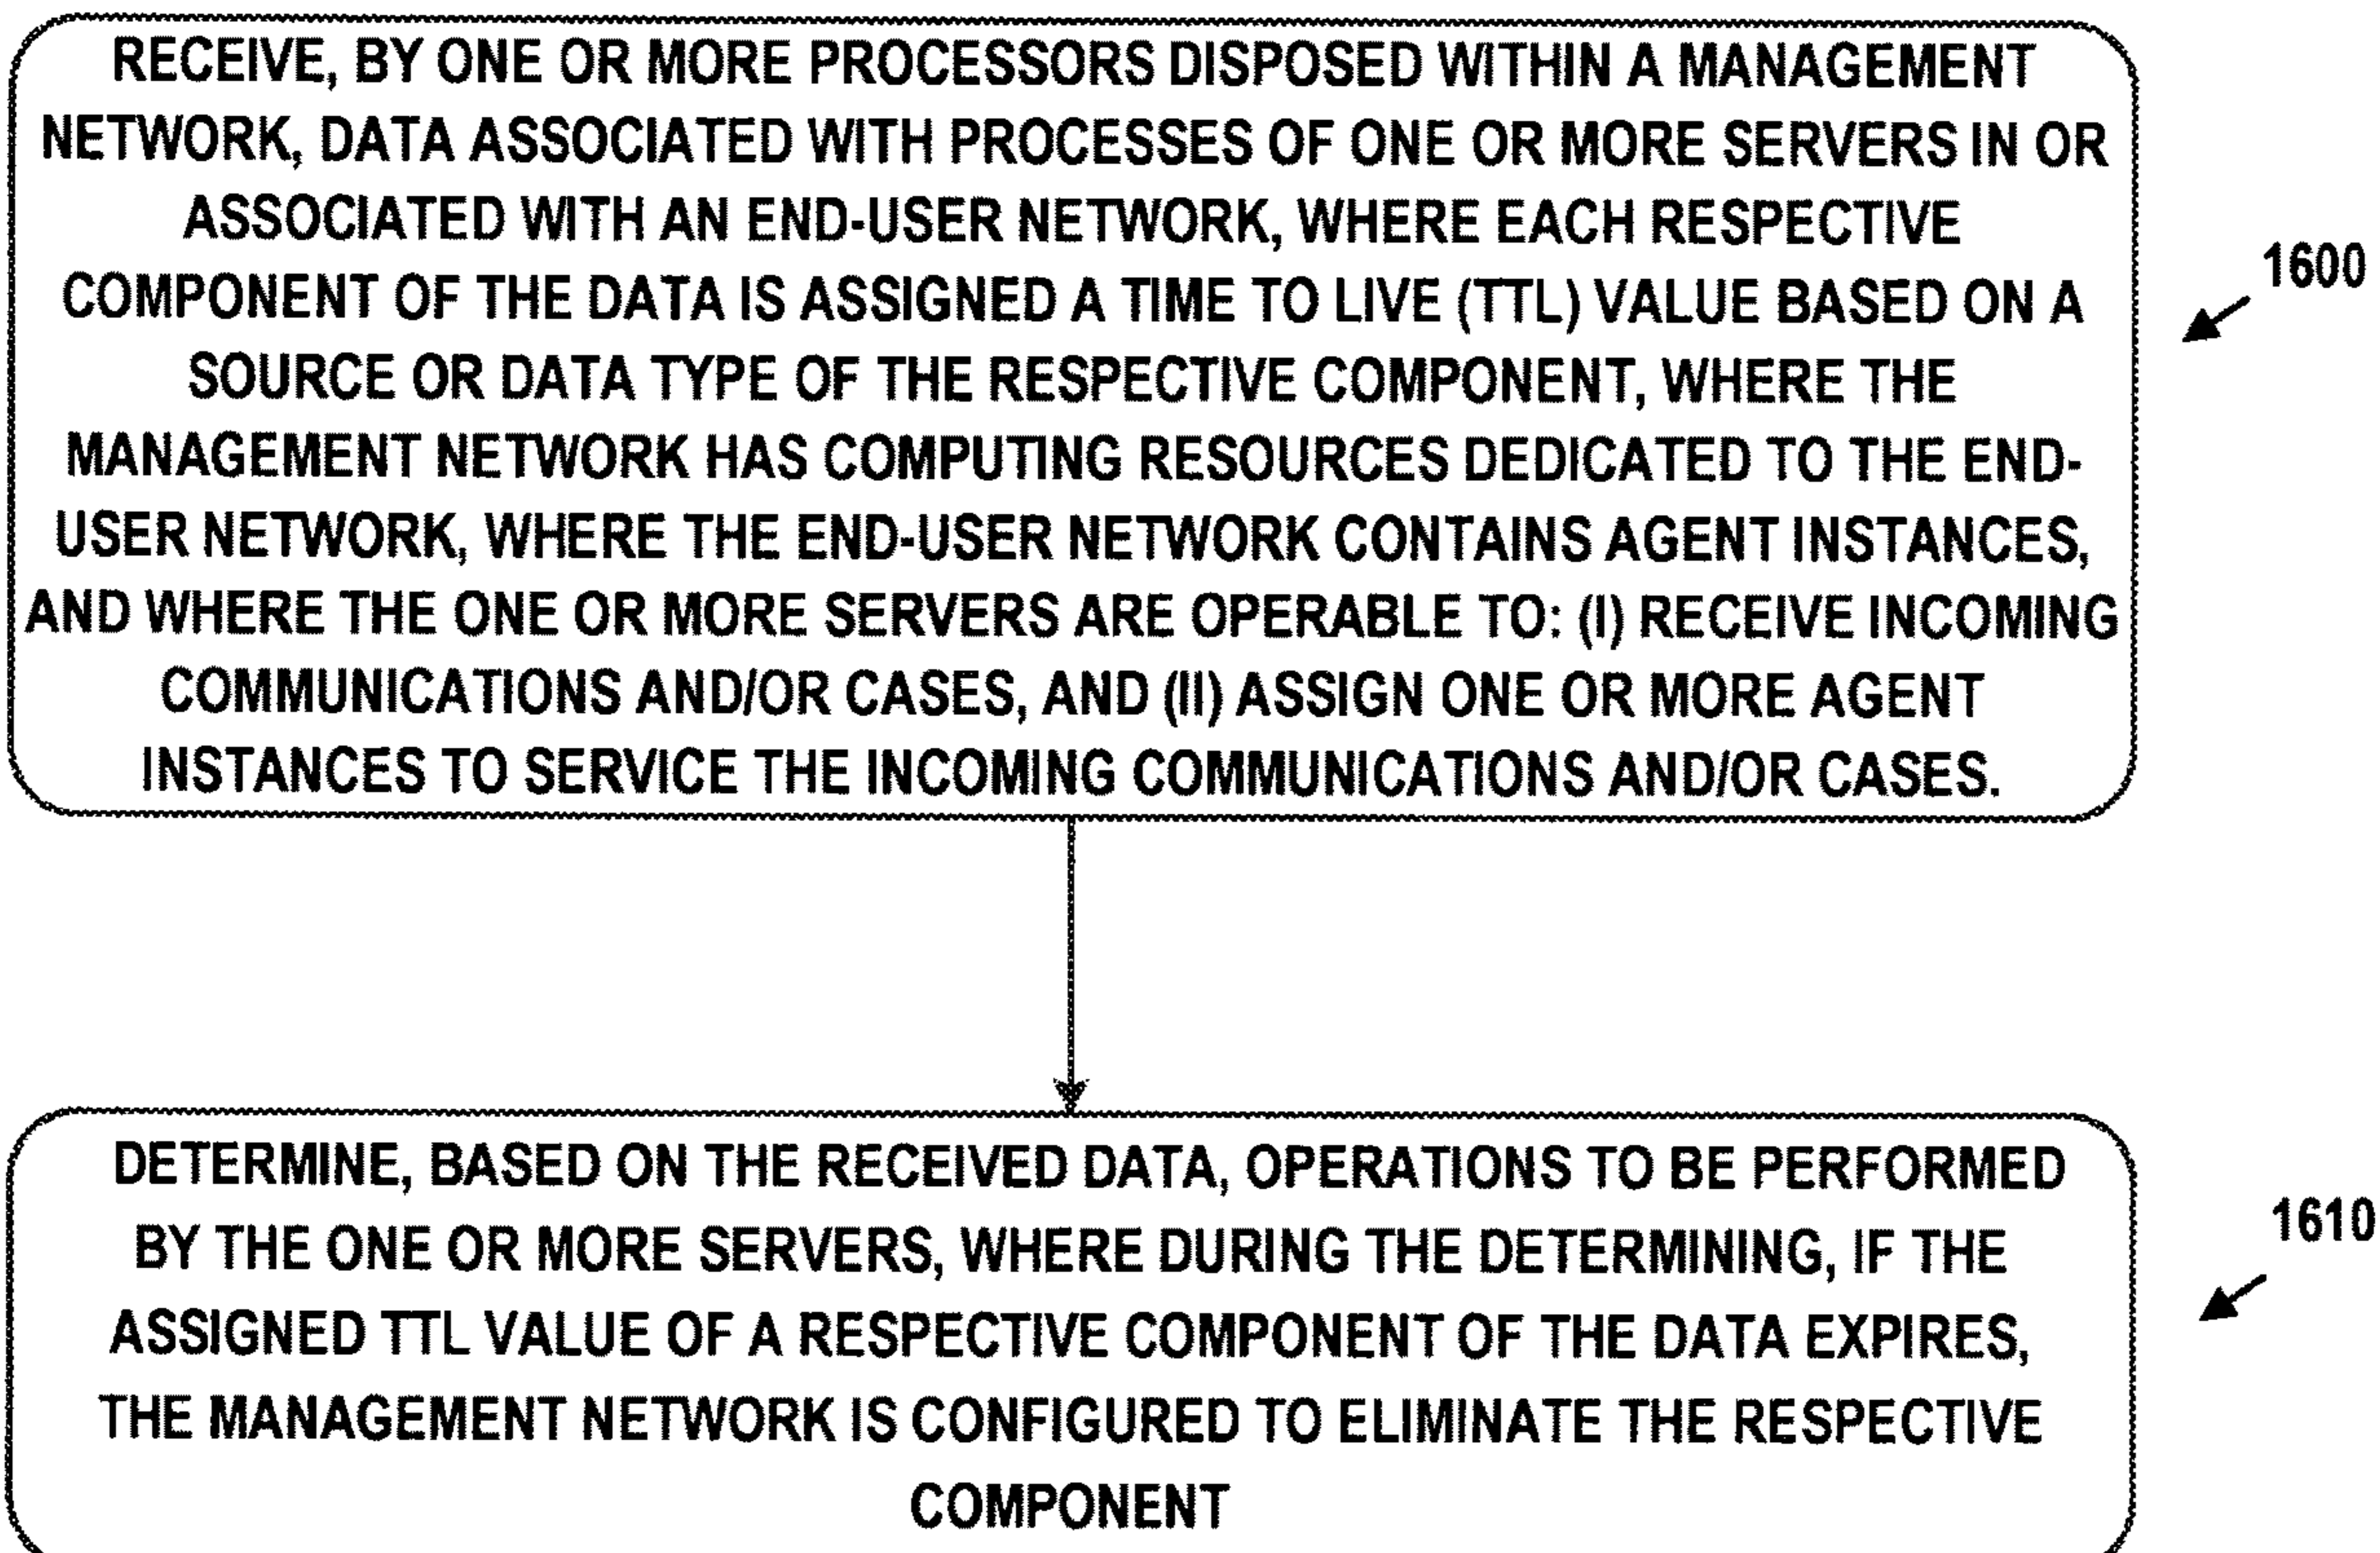 RECEIVE, BY ONE OR MORE PROCESSORS DISPOSED WITHIN A MANAGEMENT
NETWORK, DATA ASSOCIATED WITH PROCESSES OF ONE OR MORE SERVERS IN OR
ASSOCIATED WITH AN END-USER NETWORK, WHERE EACH RESPECTIVE
COMPONENT OF THE DATA IS ASSIGNED A TIME TO LIVE (TTL) VALUE BASED ON A
SOURCE OR DATA TYPE OF THE RESPECTIVE COMPONENT, WHERE THE
MANAGEMENT NETWORK HAS COMPUTING RESOURCES DEDICATED TO THE END-
USER NETWORK, WHERE THE END-USER NETWORK CONTAINS AGENT INSTANCES,
AND WHERE THE ONE OR MORE SERVERS ARE OPERABLE TO: (I) RECEIVE INCOMING
COMMUNICATIONS AND/OR CASES, AND (II) ASSIGN ONE OR MORE AGENT
INSTANCES TO SERVICE THE INCOMING COMMUNICATIONS AND/OR CASES.
1600
DETERMINE, BASED ON THE RECEIVED DATA, OPERATIONS TO BE PERFORMED
BY THE ONE OR MORE SERVERS, WHERE DURING THE DETERMINING, IF THE
ASSIGNED TTL VALUE OF A RESPECTIVE COMPONENT OF THE DATA EXPIRES,
THE MANAGEMENT NETWORK IS CONFIGURED TO ELIMINATE THE RESPECTIVE
COMPONENT
1610